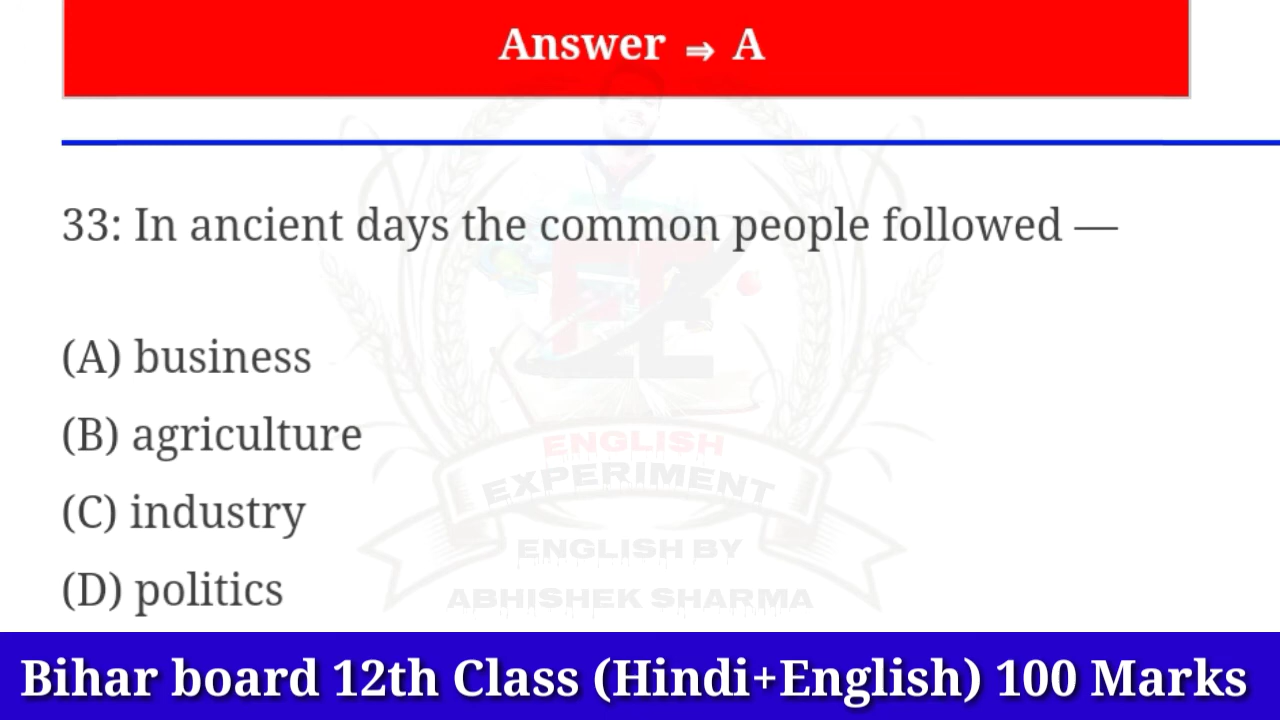 Answer ⇒ A
33: In ancient days the common people followed —
(A) business
(B) agriculture
(C) industry
(D) politics
ENGLISH
EXPERIMENT
ENGLISH BY
ABHISHEK SHARMA
Bihar board 12th Class (Hindi+English) 100 Marks